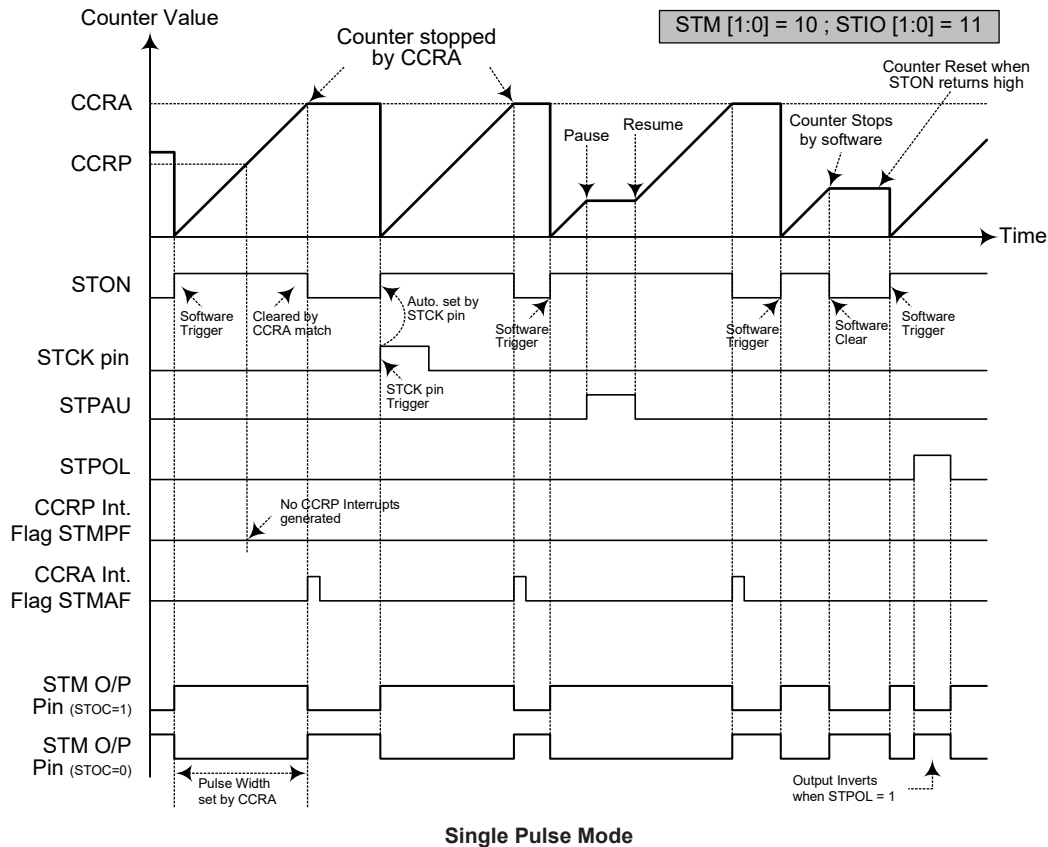 Counter Value
STM [1:0] = 10 ; STIO [1:0] = 11
Counter stopped
by CCRA
Counter Reset when
STON returns high
CCRA
Counter Stops
by software
Pause
Resume
CCRP
Time
STON
Software
Trigger
Cleared by
CCRA match
Auto. set by
STCK pin
Software
Trigger
Software
Trigger
Software
Clear
Software
Trigger
STCK pin
STCK pin
Trigger
STPAU
STPOL
CCRP Int.
Flag STMPF
No CCRP Interrupts
generated
CCRA Int.
Flag STMAF
STM O/P
Pin (STOC=1)
STM O/P
Pin (STOC=0)
Pulse Width
set by CCRA
Output Inverts
when STPOL = 1
Single Pulse Mode